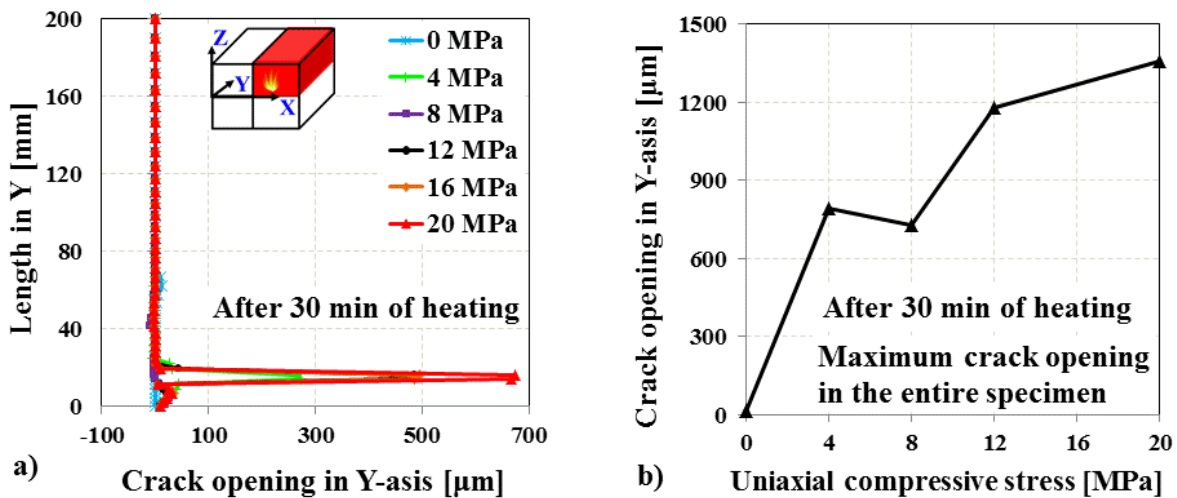 200
160
120
80
40
0
Length in Y [mm]
Z
Y
X
0 MPa
4 MPa
8 MPa
12 MPa
16 MPa
20 MPa
After 30 min of heating
-100
100
300
500
700
a)
Crack opening in Y-asis [µm]
1500
1200
900
600
300
0
Crack opening in Y-asis [µm]
After 30 min of heating
Maximum crack opening
in the entire specimen
0
4
8
12
16
20
b)
Uniaxial compressive stress [MPa]